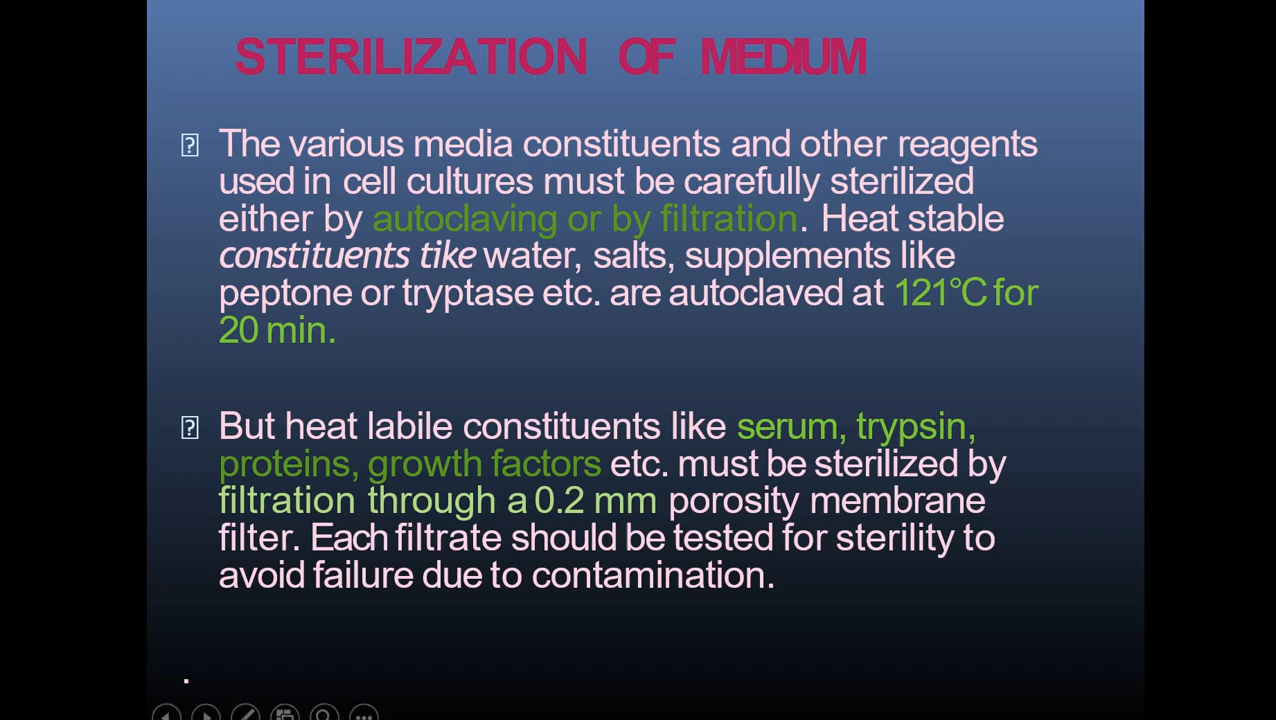 STERILIZATION OF MEDIUM
The various media constituents and other reagents
used in cell cultures must be carefully sterilized
either by autoclaving or by filtration. Heat stable
constituents tike water, salts, supplements like
peptone or tryptase etc. are autoclaved at 121°C for
20 min.
But heat labile constituents like serum, trypsin,
proteins, growth factors etc. must be sterilized by
filtration through a 0.2 mm porosity membrane
filter. Each filtrate should be tested for sterility to
avoid failure due to contamination.
.